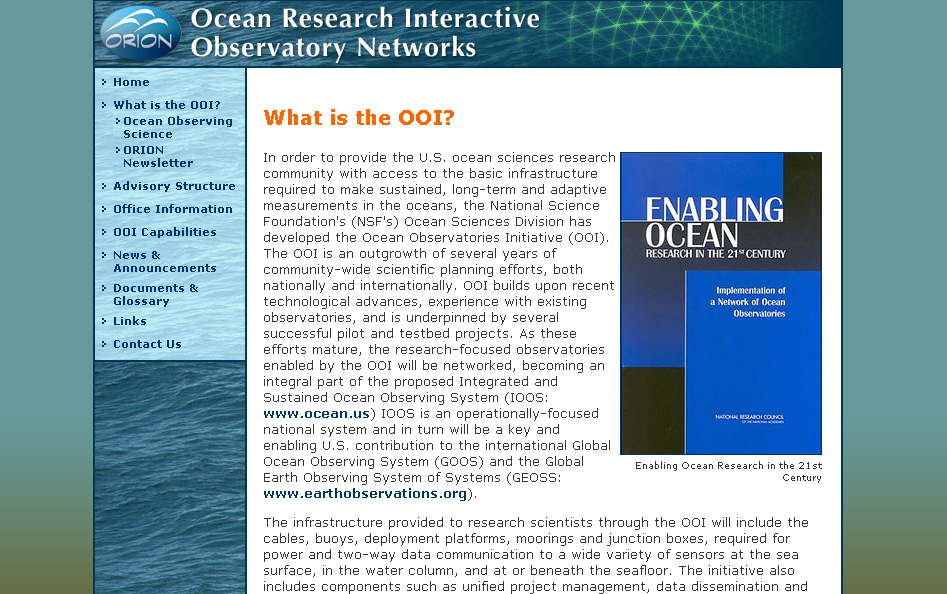 ORION
Ocean Research Interactive
Observatory Networks
Home
What is the OOI?
Ocean Observing
Science
ORION
Newsletter
Advisory Structure
Office Information
OOI Capabilities
News &
Announcements
Documents &
Glossary
Links
Contact Us
What is the OOI?
In order to provide the U.S. ocean sciences research
community with access to the basic infrastructure
required to make sustained, long-term and adaptive
measurements in the oceans, the National Science
Foundation's (NSF's) Ocean Sciences Division has
developed the Ocean Observatories Initiative (OOI).
The OOI is an outgrowth of several years of
community-wide scientific planning efforts, both
nationally and internationally. OOI builds upon recent
technological advances, experience with existing
observatories, and is underpinned by several
successful pilot and testbed projects. As these
efforts mature, the research-focused observatories
enabled by the OOI will be networked, becoming an
integral part of the proposed Integrated and
Sustained Ocean Observing System (IOOS:
www.ocean.us) IOOS is an operationally-focused
national system and in turn will be a key and
enabling U.S. contribution to the international Global
Ocean Observing System (GOOS) and the Global
Earth Observing System of Systems (GEOSS:
www.earthobservations.org).
ENABLING
OCEAN
RESEARCH IN THE 21ST CENTURY
Implementation of
a Network of Ocean
Observatories
NATIONAL RESEARCH COUNCIL
OF THE NATIONAL ACADEMIES
Enabling Ocean Research in the 21st
Century
The infrastructure provided to research scientists through the OOI will include the
cables, buoys, deployment platforms, moorings and junction boxes, required for
power and two-way data communication to a wide variety of sensors at the sea
surface, in the water column, and at or beneath the seafloor. The initiative also
includes components such as unified project management, data dissemination and